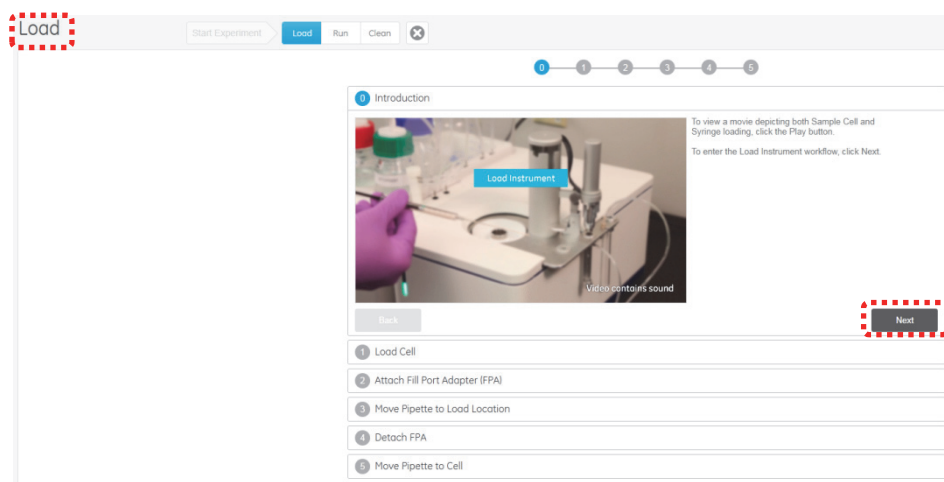 Load
Start Experiment
Load
Run
Clean
0
1
2
3
4
5
0 Introduction
Load Instrument
Video contains sound
To view a movie depicting both Sample Cell and
Syringe loading, click the Play button.
To enter the Load Instrument workflow, click Next.
Back
Next
1 Load Cell
2 Attach Fill Port Adapter (FPA)
3 Move Pipette to Load Location
4 Detach FPA
5 Move Pipette to Cell